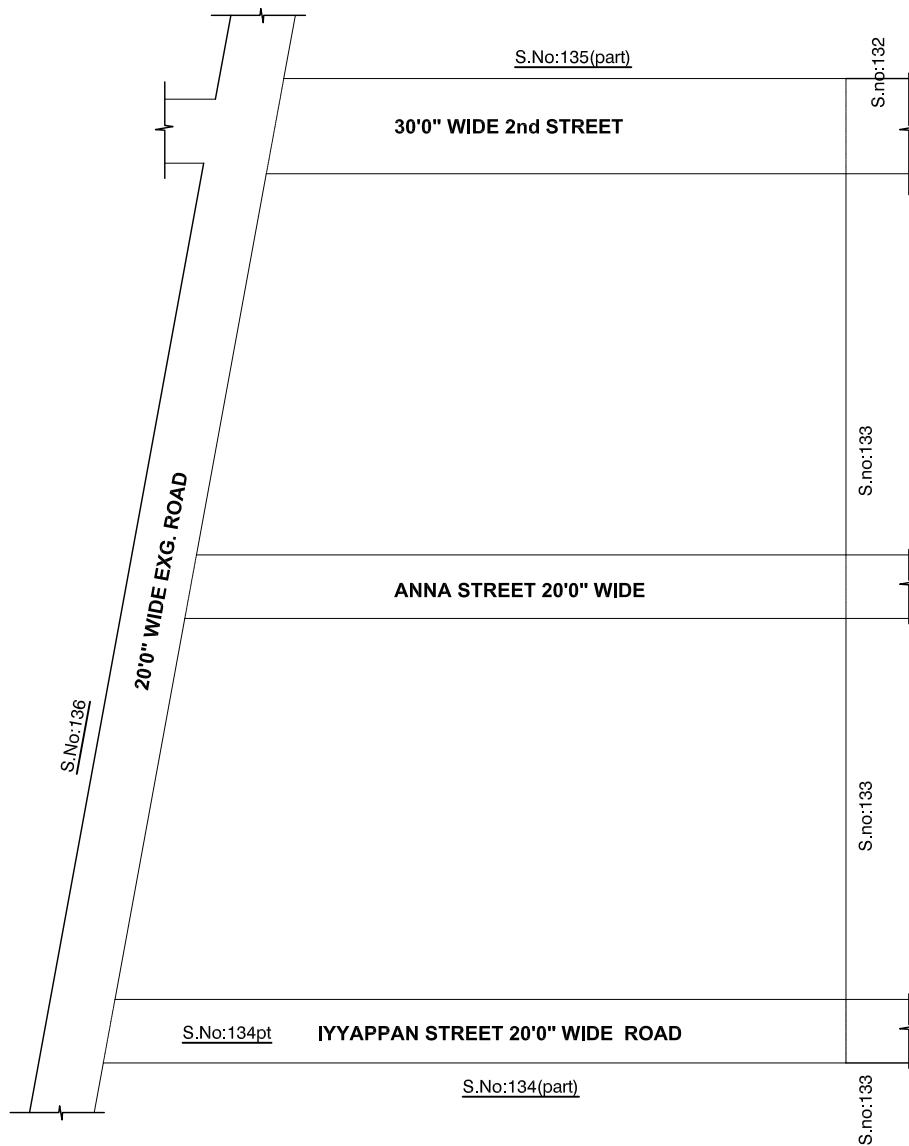 S.No:135(part)
S.no:132
30'0" WIDE 2nd STREET
S.no:133
20'0" WIDE EXG. ROAD
ANNA STREET 20'0" WIDE
S.No:136
S.no:133
S.No:134pt
IYYAPPAN STREET 20'0" WIDE ROAD
S.No:134(part)
S.no:133